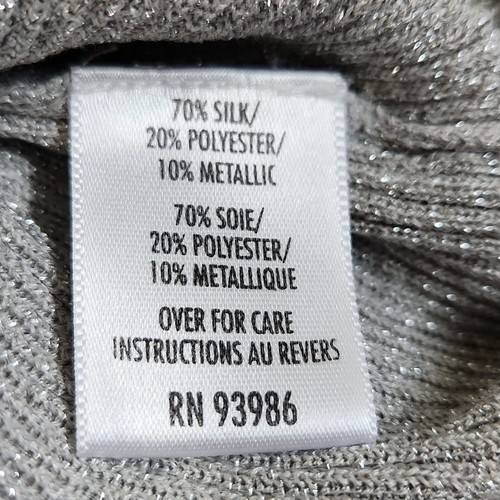 70% SILK/
20% POLYESTER/
10% METALLIC
70% SOIE/
20% POLYESTER/
10% METALLIQUE
OVER FOR CARE
INSTRUCTIONS AU REVERS
RN 93986